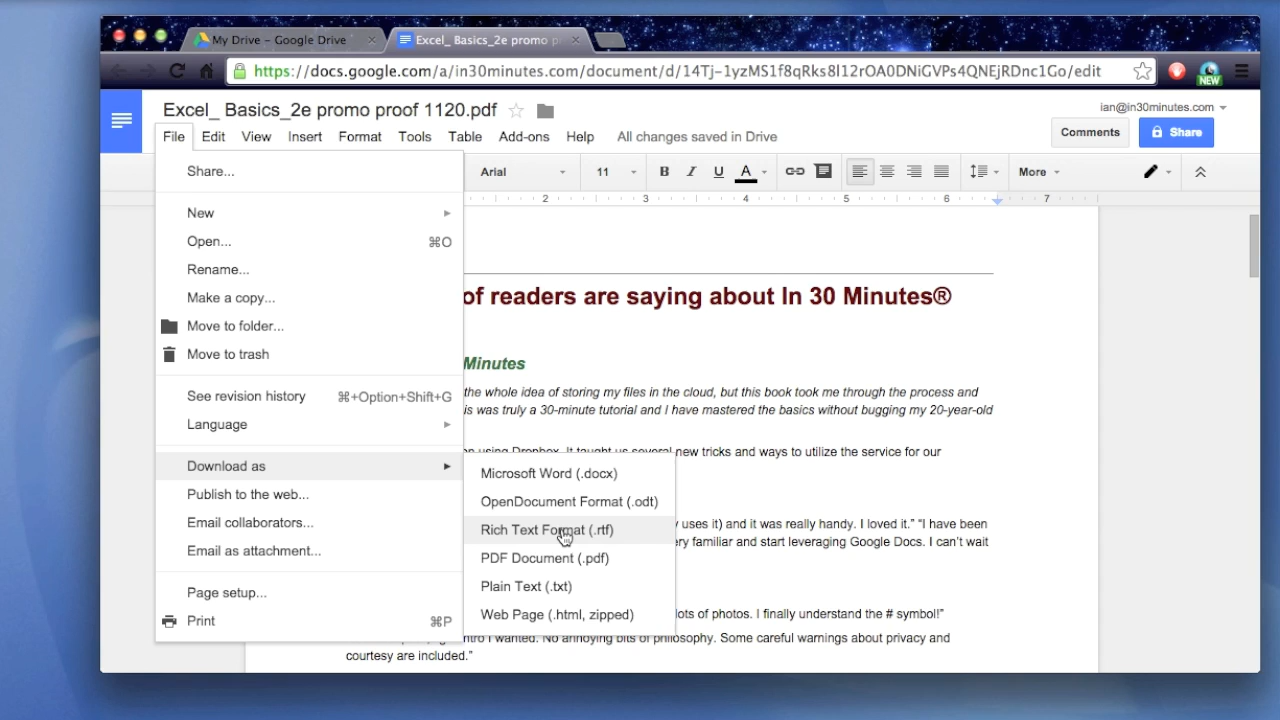 My Drive - Google Drive
Excel_ Basics_2e promo p
https://docs.google.com/a/in30minutes.com/document/d/14Tj-1yzMS1f8qRks8l12rOA0DNiGVPs4QNEjRDnc1Go/edit
NEW
Excel_ Basics_2e promo proof 1120.pdf
ian@in30minutes.com
File Edit View Insert Format Tools Table Add-ons Help All changes saved in Drive
Comments
Share
Arial 11 B I U A More
2 3 4 5 6 7
Share...
New
Open... ⌘O
Rename...
Make a copy...
Move to folder...
Move to trash
See revision history ⌘+Option+Shift+G
Language
Download as
Publish to the web...
Email collaborators...
Email as attachment...
Page setup...
Print ⌘P
Microsoft Word (.docx)
OpenDocument Format (.odt)
Rich Text Format (.rtf)
PDF Document (.pdf)
Plain Text (.txt)
Web Page (.html, zipped)
of readers are saying about In 30 Minutes®
Minutes
the whole idea of storing my files in the cloud, but this book took me through the process and
is was truly a 30-minute tutorial and I have mastered the basics without bugging my 20-year-old
using Dropbox. It taught us several new tricks and ways to utilize the service for our
y uses it) and it was really handy. I loved it.” “I have been
ery familiar and start leveraging Google Docs. I can’t wait
lots of photos. I finally understand the # symbol!”
ntro I wanted. No annoying bits of philosophy. Some careful warnings about privacy and
courtesy are included.”